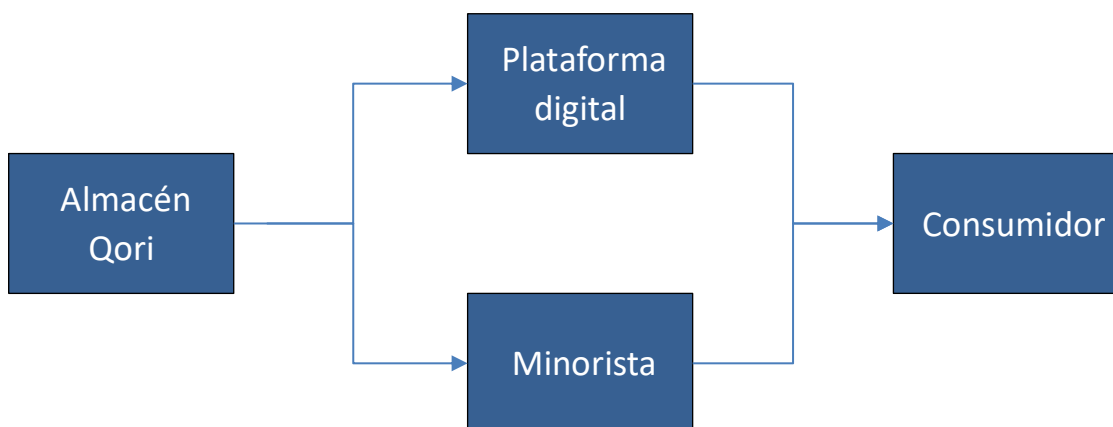 Plataforma
digital
Almacén
Qori
Consumidor
Minorista